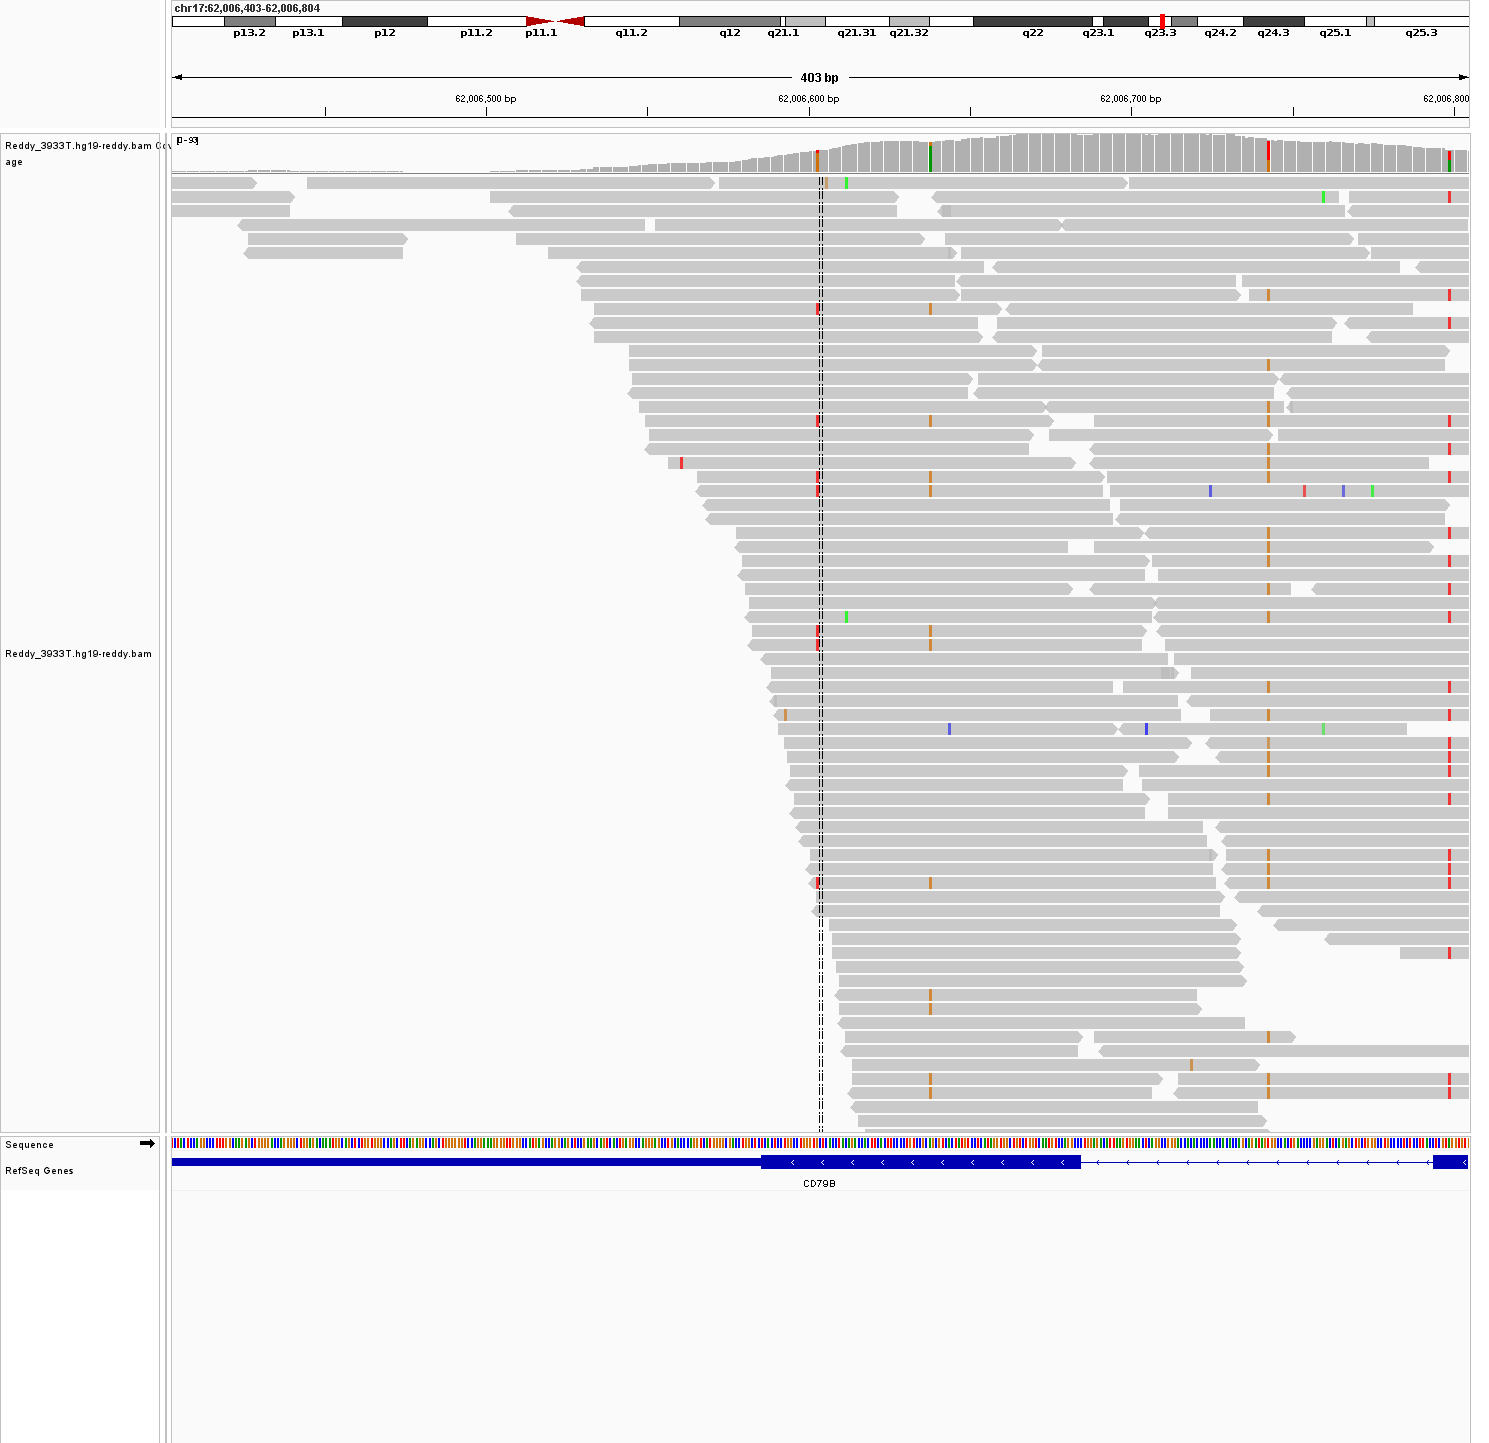 chr17:62,006,403-62,006,804
p13.2 p13.1 p12 p11.2 p11.1 q11.2 q12 q21.1 q21.31 q21.32 q22 q23.1 q23.3 q24.2 q24.3 q25.1 q25.3
403 bp
62,006,500 bp 62,006,600 bp 62,006,700 bp 62,006,800
[0 - 93]
Reddy_3933T.hg19-reddy.bam Cov
age
Reddy_3933T.hg19-reddy.bam
Sequence
RefSeq Genes
CD79B